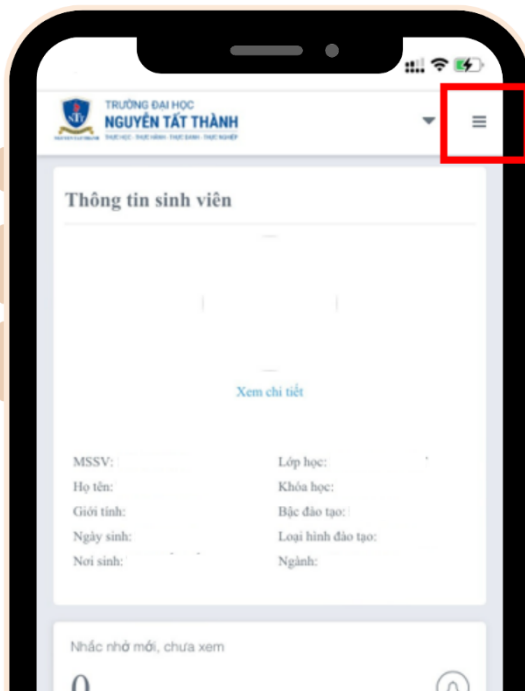 TRƯỜNG ĐẠI HỌC
NGUYỄN TẤT THÀNH
Thông tin sinh viên
Xem chi tiết
MSSV: Lớp học:
Họ tên: Khóa học:
Giới tính: Bậc đào tạo:
Ngày sinh: Loại hình đào tạo:
Nơi sinh: Ngành:
Nhắc nhở mới, chưa xem
0